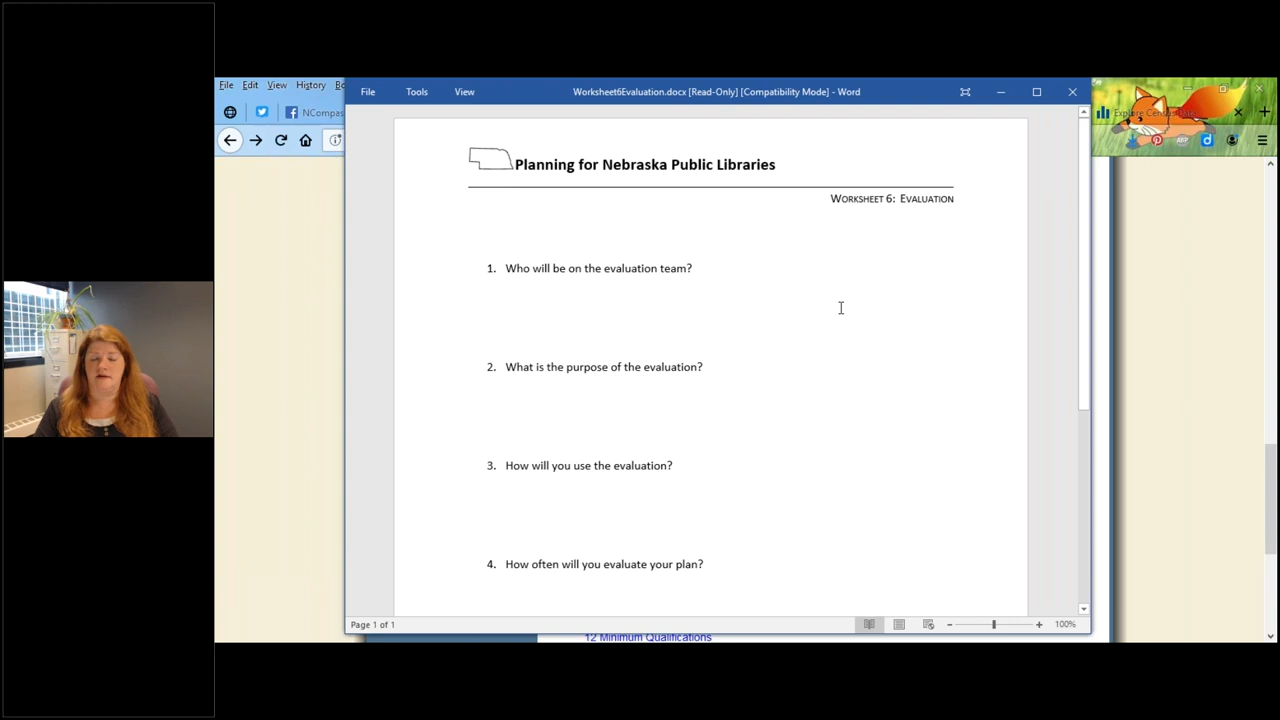 File Edit View History
File Tools View Worksheet6Evaluation.docx [Read-Only] [Compatibility Mode] - Word
NCompas
Explore Census
Planning for Nebraska Public Libraries
WORKSHEET 6: EVALUATION
1. Who will be on the evaluation team?
2. What is the purpose of the evaluation?
3. How will you use the evaluation?
4. How often will you evaluate your plan?
Page 1 of 1
100%
12 Minimum Qualifications